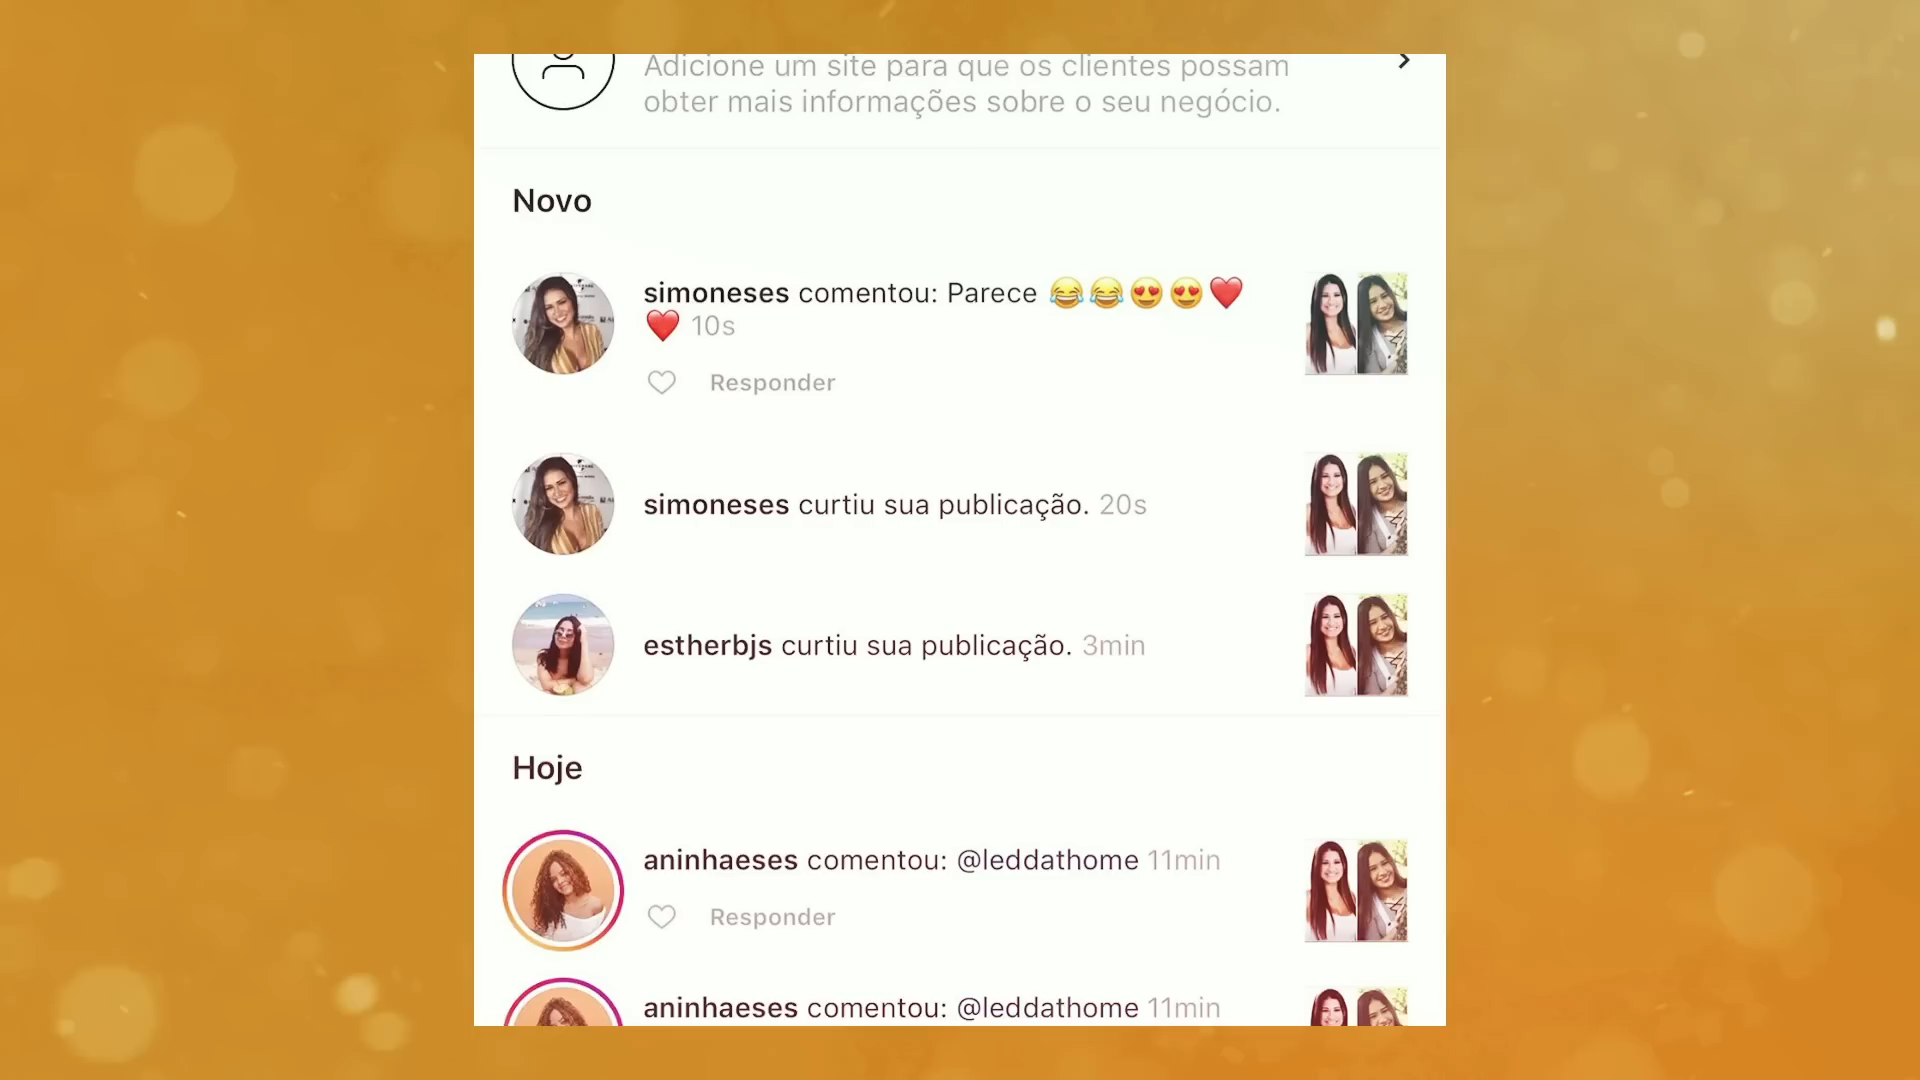 Adicione um site para que os clientes possam
obter mais informações sobre o seu negócio.
Novo
simoneses comentou: Parece 😂😂😍😍❤️
❤️ 10s
Responder
simoneses curtiu sua publicação. 20s
estherbjs curtiu sua publicação. 3min
Hoje
aninhaeses comentou: @leddathome 11min
Responder
aninhaeses comentou: @leddathome 11min